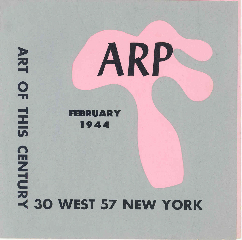 ARP
FEBRUARY
1944
ART OF THIS CENTURY
30 WEST 57 NEW YORK